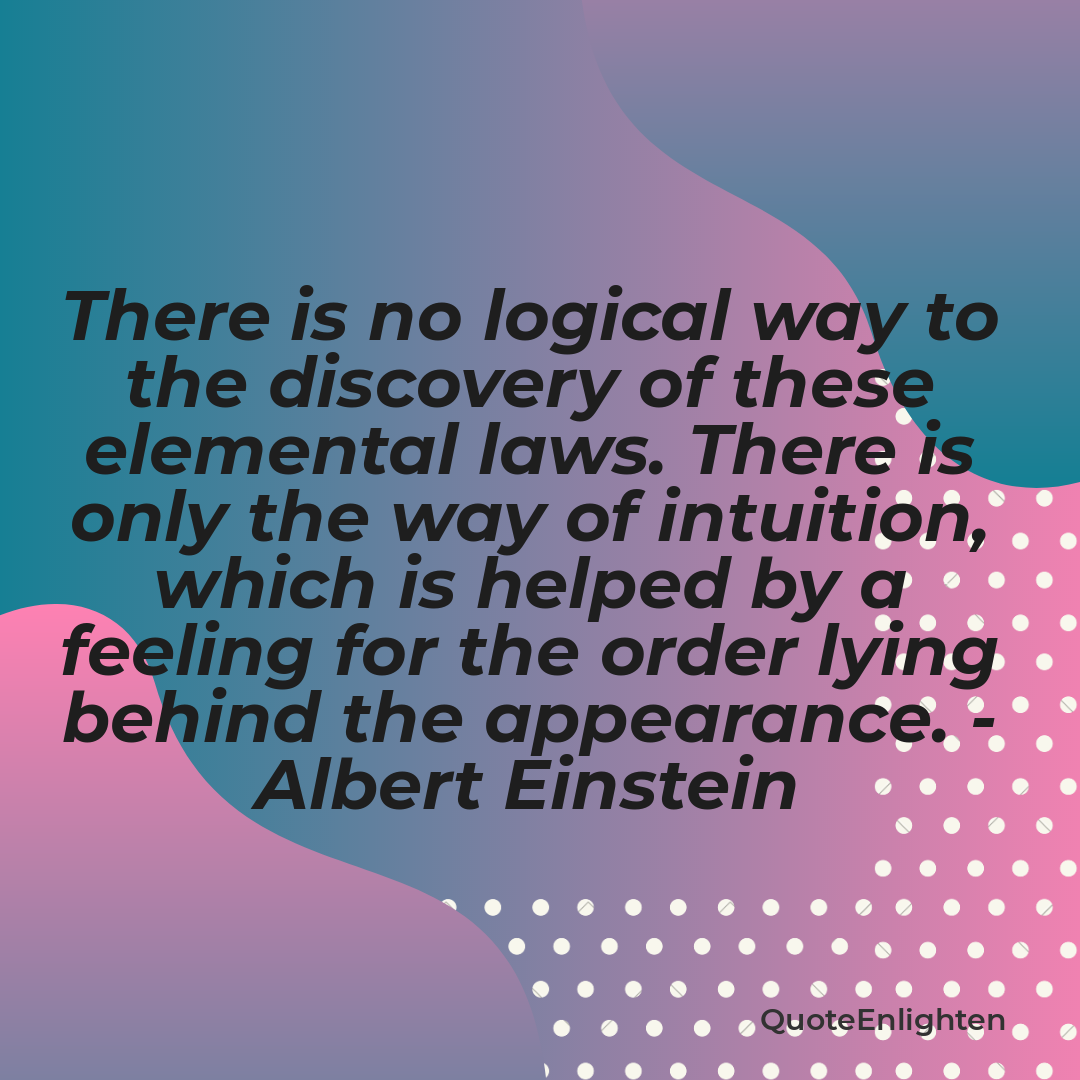 There is no logical way to
the discovery of these
elemental laws. There is
only the way of intuition,
which is helped by a
feeling for the order lying
behind the appearance. -
Albert Einstein
QuoteEnlighten